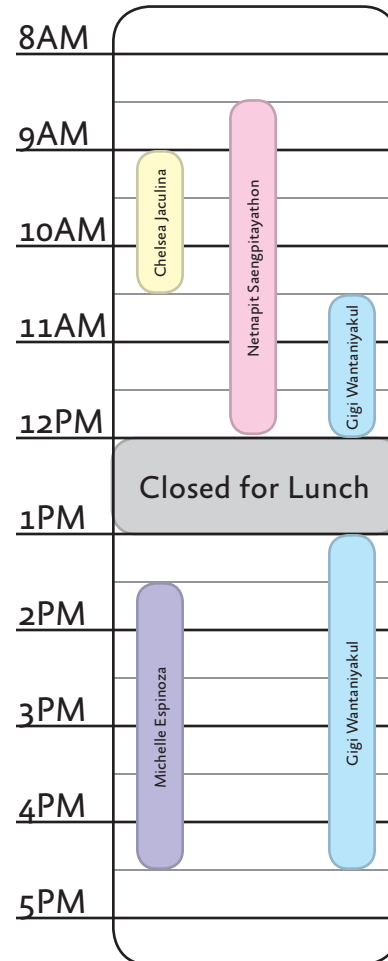 8AM
9AM
10AM
11AM
12PM
1PM
2PM
3PM
4PM
5PM
Chelsea Jaculina
Netnapit Saengpitayathon
Gigi Wantaniyakul
Closed for Lunch
Michelle Espinoza
Gigi Wantaniyakul